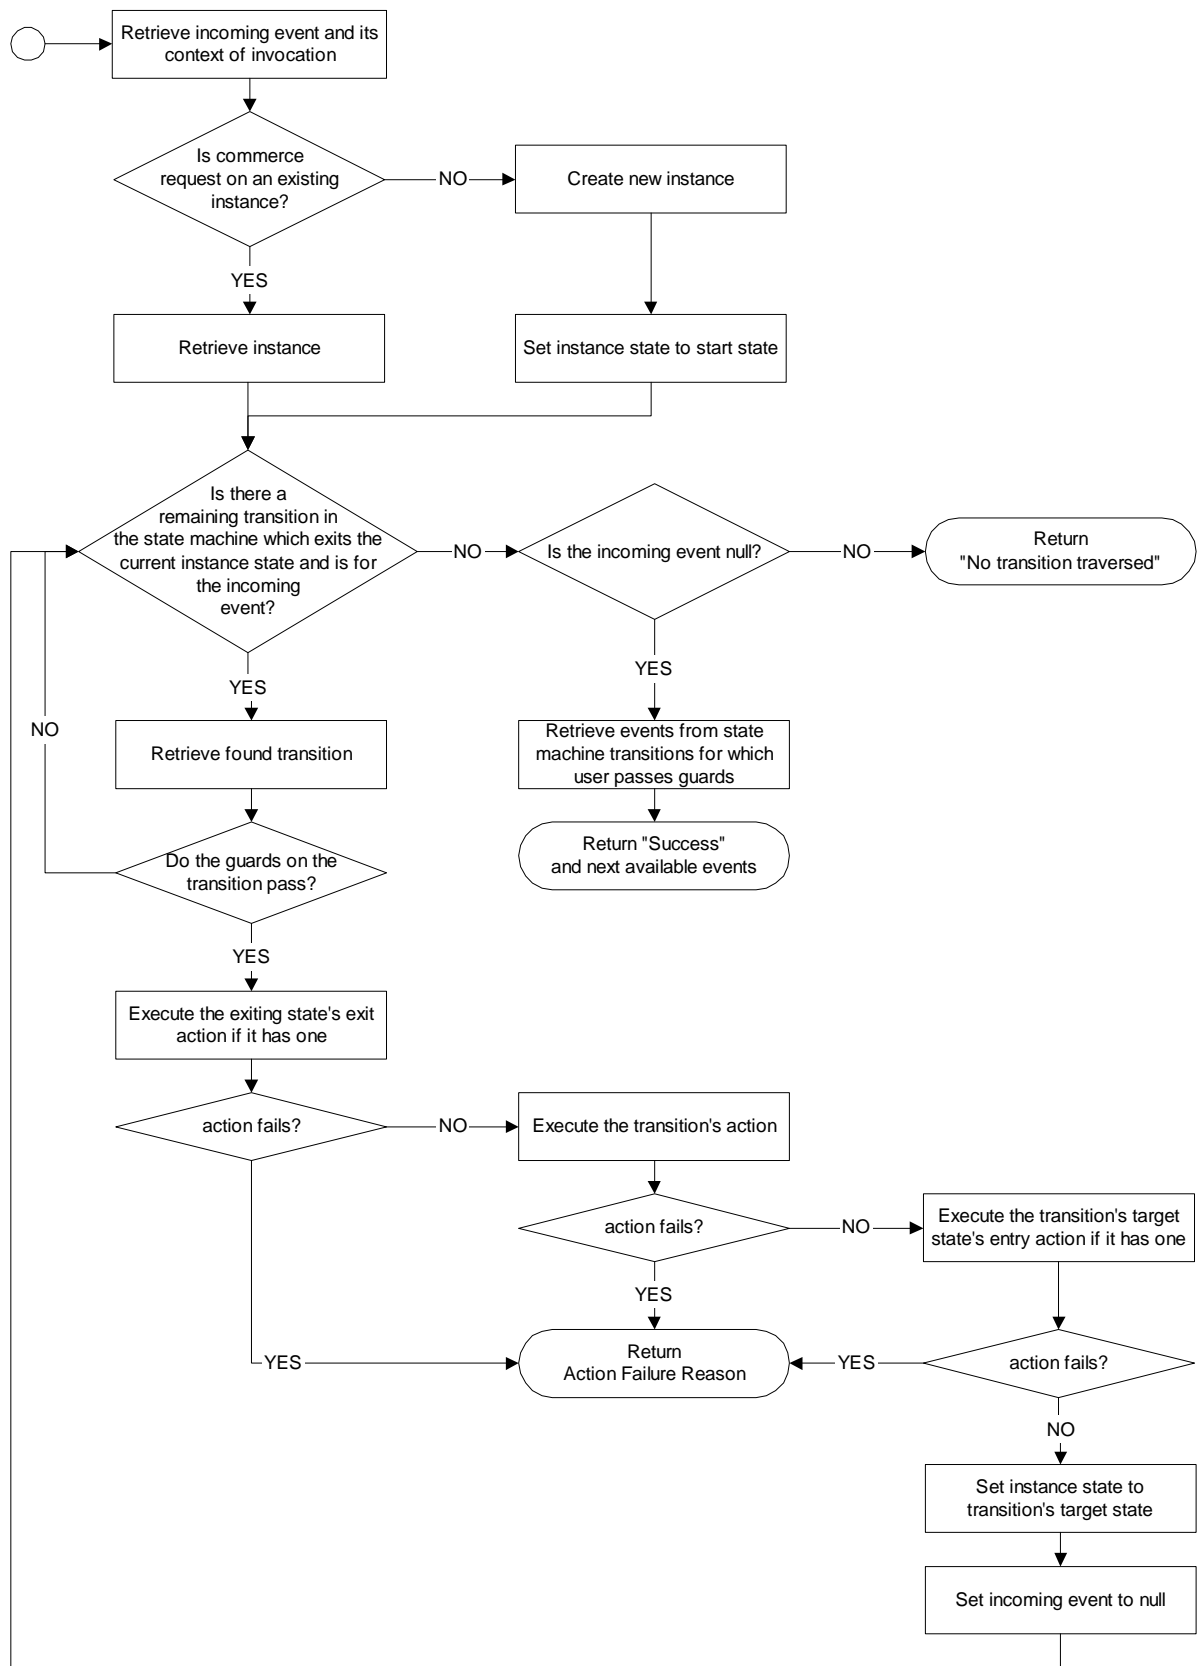 Retrieve incoming event and its
context of invocation
Is commerce
request on an existing
instance?
NO
Create new instance
YES
Retrieve instance
Set instance state to start state
Is there a
remaining transition in
the state machine which exits the
current instance state and is for
the incoming
event?
NO
Is the incoming event null?
NO
Return
"No transition traversed"
YES
YES
NO
Retrieve found transition
Retrieve events from state
machine transitions for which
user passes guards
Do the guards on the
transition pass?
Return "Success"
and next available events
YES
Execute the exiting state's exit
action if it has one
action fails?
NO
Execute the transition's action
action fails?
NO
Execute the transition's target
state's entry action if it has one
YES
YES
Return
Action Failure Reason
YES
action fails?
NO
Set instance state to
transition's target state
Set incoming event to null